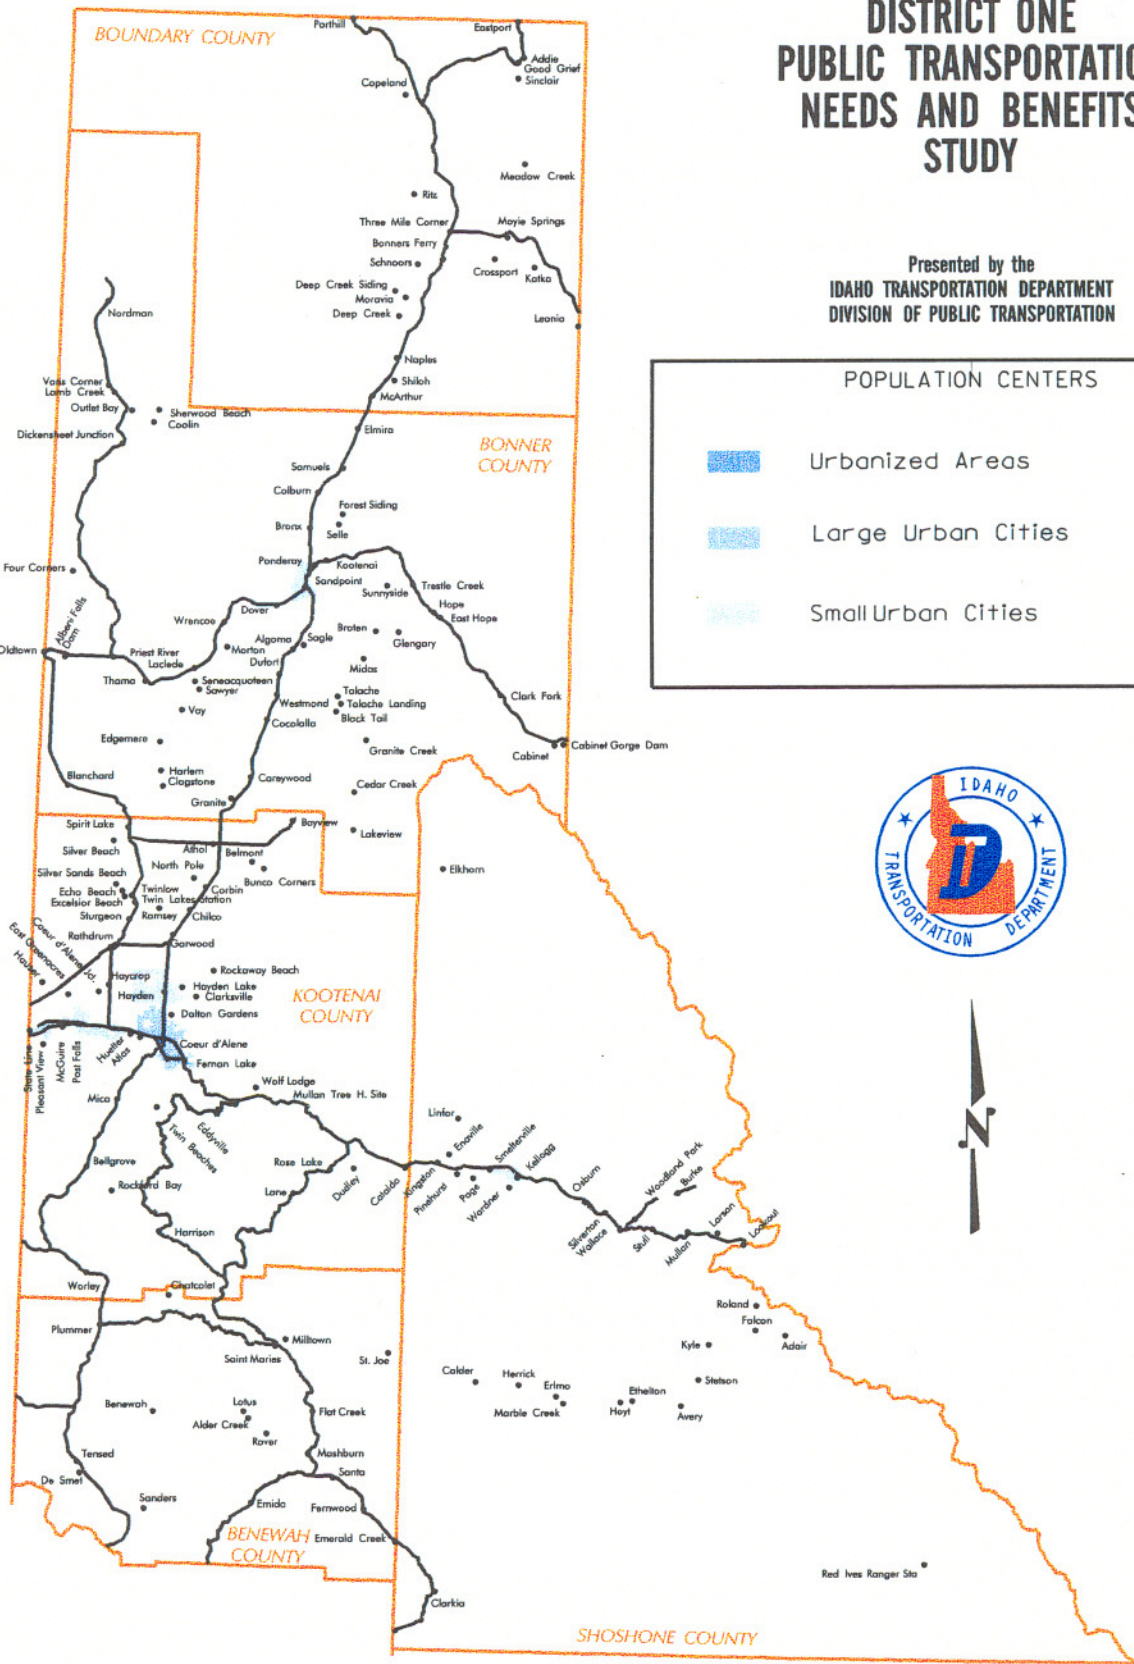 DISTRICT ONE
PUBLIC TRANSPORTATIO
NEEDS AND BENEFITS
STUDY
Presented by the
IDAHO TRANSPORTATION DEPARTMENT
DIVISION OF PUBLIC TRANSPORTATION
POPULATION CENTERS
Urbanized Areas
Large Urban Cities
Small Urban Cities
IDAHO
TRANSPORTATION
DEPARTMENT
N
BOUNDARY COUNTY
Porthill
Eastport
Addie
Good Grief
Sinclair
Copeland
Meadow Creek
Ritz
Three Mile Corner
Moyie Springs
Bonners Ferry
Schnoors
Crossport
Katka
Deep Creek Siding
Moravia
Deep Creek
Leonia
Nordman
Naples
Shiloh
McArthur
Vans Corner
Lamb Creek
Outlet Bay
Sherwood Beach
Coolin
Dickensheet Junction
Elmira
BONNER
COUNTY
Samuels
Colburn
Forest Siding
Bronx
Selle
Ponderay
Kootenai
Four Corners
Sandpoint
Sunnyside
Trestle Creek
Dover
Hope
East Hope
Wrencoe
Albeni Falls
Dam
Algoma
Sagle
Broten
Glengary
Oldtown
Priest River
Laclede
Morton
Dufort
Midas
Thama
Seneacquoteen
Sawyer
Talache
Westmond
Talache Landing
Black Tail
Clark Fork
Vay
Cocolalla
Edgemere
Granite Creek
Cabinet
Cabinet Gorge Dam
Blanchard
Harlem
Clagstone
Careywood
Cedar Creek
Granite
Spirit Lake
Bayview
Lakeview
Silver Beach
Athol
Belmont
North Pole
Silver Sands Beach
Bunco Corners
Elkhorn
Echo Beach
Twinlow
Corbin
Excelsior Beach
Twin Lakes Station
Sturgeon
Ramsey
Chilco
Rathdrum
Garwood
Coeur d'Alene Jct.
East Greenacres
Hauser
Haycrop
Rockaway Beach
Hayden
Hayden Lake
Clarksville
KOOTENAI
COUNTY
Dalton Gardens
State Line
Pleasant View
McGuire
Post Falls
Huetter
Atlas
Coeur d'Alene
Fernan Lake
Wolf Lodge
Mullan Tree H. Site
Mica
Eddyville
Twin Beaches
Linfor
Enaville
Smelterville
Kellogg
Bellgrove
Rose Lake
Rockford Bay
Lane
Dudley
Cataldo
Kingston
Pinehurst
Page
Wardner
Osburn
Woodland Park
Burke
Silverton
Wallace
Stull
Mullan
Larson
Lookout
Harrison
Worley
Chatcolet
Roland
Falcon
Adair
Plummer
Milltown
Saint Maries
St. Joe
Kyle
Calder
Herrick
Erlmo
Marble Creek
Ethelton
Hoyt
Stetson
Avery
Benewah
Lotus
Alder Creek
Rover
Flat Creek
Mashburn
Tensed
De Smet
Santa
Sanders
Emida
Fernwood
BENEWAH
COUNTY
Emerald Creek
Clarkia
Red Ives Ranger Sta
SHOSHONE COUNTY